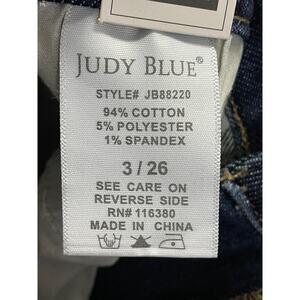 JUDY BLUE®
STYLE# JB88220
94% COTTON
5% POLYESTER
1% SPANDEX
3 / 26
SEE CARE ON
REVERSE SIDE
RN# 116380
MADE IN CHINA